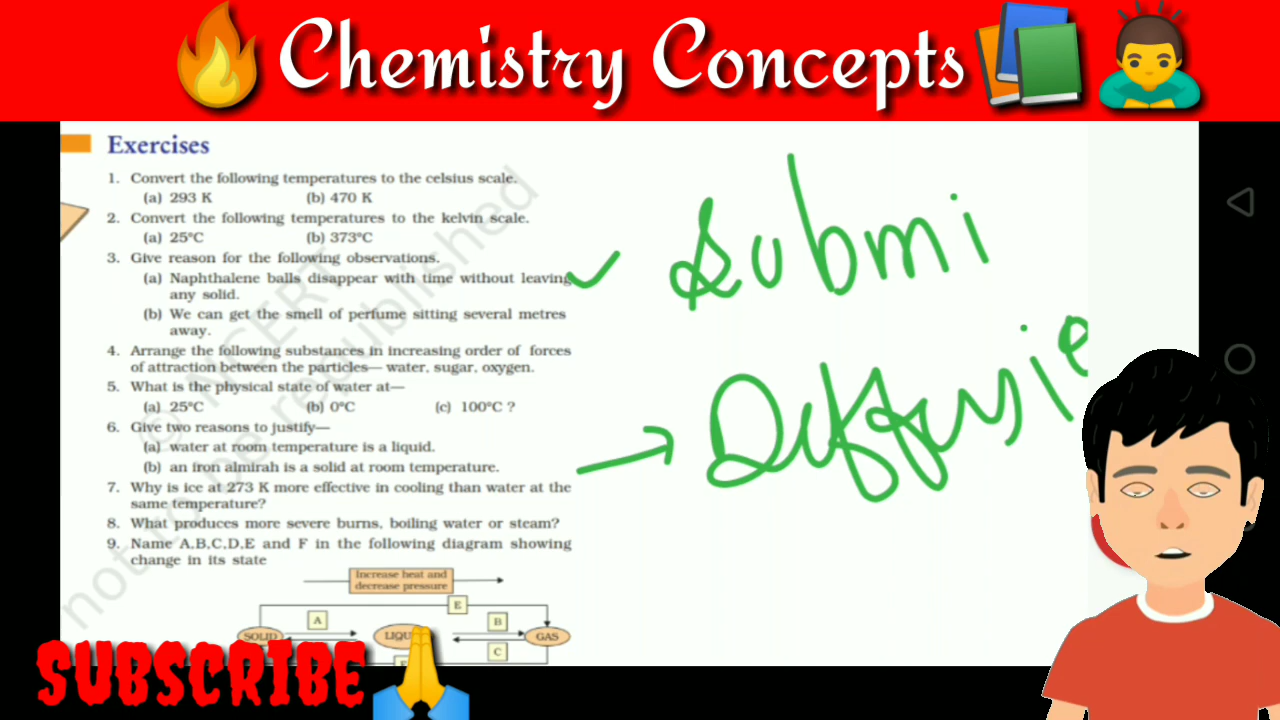 Chemistry Concepts
Exercises
1. Convert the following temperatures to the celsius scale.
(a) 293 K (b) 470 K
2. Convert the following temperatures to the kelvin scale.
(a) 25°C (b) 373°C
3. Give reason for the following observations.
(a) Naphthalene balls disappear with time without leaving
any solid.
(b) We can get the smell of perfume sitting several metres
away.
4. Arrange the following substances in increasing order of forces
of attraction between the particles— water, sugar, oxygen.
5. What is the physical state of water at—
(a) 25°C (b) 0°C (c) 100°C ?
6. Give two reasons to justify—
(a) water at room temperature is a liquid.
(b) an iron almirah is a solid at room temperature.
7. Why is ice at 273 K more effective in cooling than water at the
same temperature?
8. What produces more severe burns, boiling water or steam?
9. Name A,B,C,D,E and F in the following diagram showing
change in its state
Increase heat and
decrease pressure
E
A
B
SOLID
LIQU
GAS
C
© NCERT
not to be republished
Submi
SUBSCRIBE